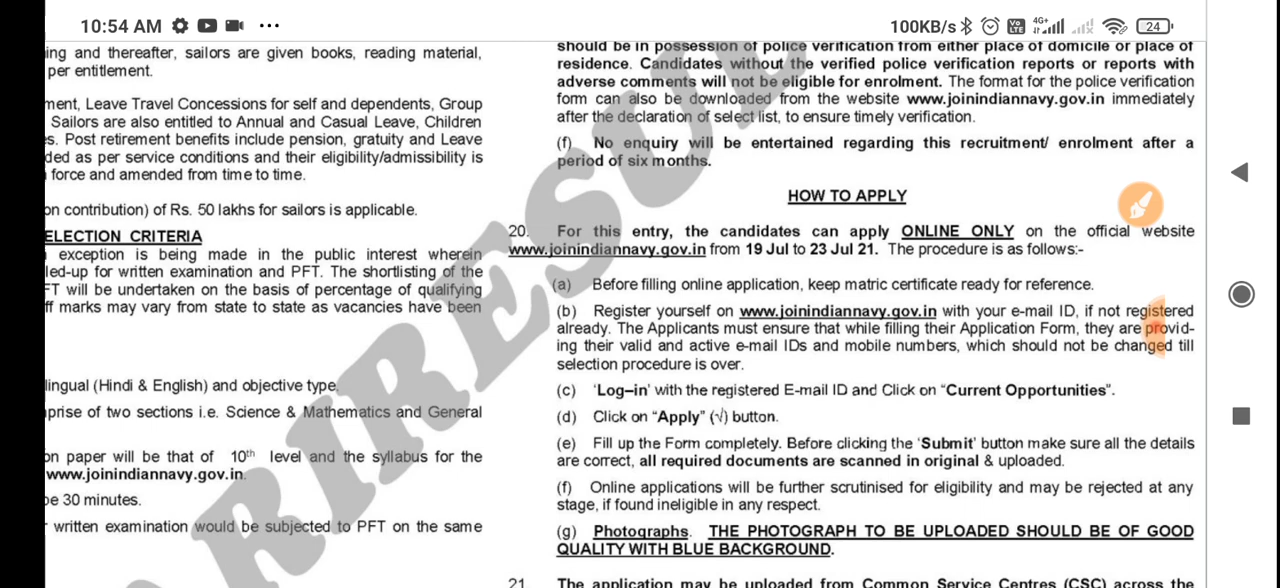 10:54 AM
100KB/s
Vo LTE
4G+
24
ing and thereafter, sailors are given books, reading material,
per entitlement.
ment, Leave Travel Concessions for self and dependents, Group
Sailors are also entitled to Annual and Casual Leave, Children
s. Post retirement benefits include pension, gratuity and Leave
ded as per service conditions and their eligibility/admissibility is
force and amended from time to time.
on contribution) of Rs. 50 lakhs for sailors is applicable.
ELECTION CRITERIA
exception is being made in the public interest wherein
led-up for written examination and PFT. The shortlisting of the
FT will be undertaken on the basis of percentage of qualifying
ff marks may vary from state to state as vacancies have been
lingual (Hindi & English) and objective type.
prise of two sections i.e. Science & Mathematics and General
on paper will be that of 10th level and the syllabus for the
www.joinindiannavy.gov.in.
be 30 minutes.
written examination would be subjected to PFT on the same
should be in possession of police verification from either place of domicile or place of
residence. Candidates without the verified police verification reports or reports with
adverse comments will not be eligible for enrolment. The format for the police verification
form can also be downloaded from the website www.joinindiannavy.gov.in immediately
after the declaration of select list, to ensure timely verification.
(f) No enquiry will be entertained regarding this recruitment/ enrolment after a
period of six months.
HOW TO APPLY
20. For this entry, the candidates can apply ONLINE ONLY on the official website
www.joinindiannavy.gov.in from 19 Jul to 23 Jul 21. The procedure is as follows:-
(a) Before filling online application, keep matric certificate ready for reference.
(b) Register yourself on www.joinindiannavy.gov.in with your e-mail ID, if not registered
already. The Applicants must ensure that while filling their Application Form, they are provid-
ing their valid and active e-mail IDs and mobile numbers, which should not be changed till
selection procedure is over.
(c) 'Log–in' with the registered E-mail ID and Click on "Current Opportunities".
(d) Click on "Apply" (√) button.
(e) Fill up the Form completely. Before clicking the 'Submit' button make sure all the details
are correct, all required documents are scanned in original & uploaded.
(f) Online applications will be further scrutinised for eligibility and may be rejected at any
stage, if found ineligible in any respect.
(g) Photographs. THE PHOTOGRAPH TO BE UPLOADED SHOULD BE OF GOOD
QUALITY WITH BLUE BACKGROUND.
21. The application may be uploaded from Common Service Centres (CSC) across the
ARIRESUL